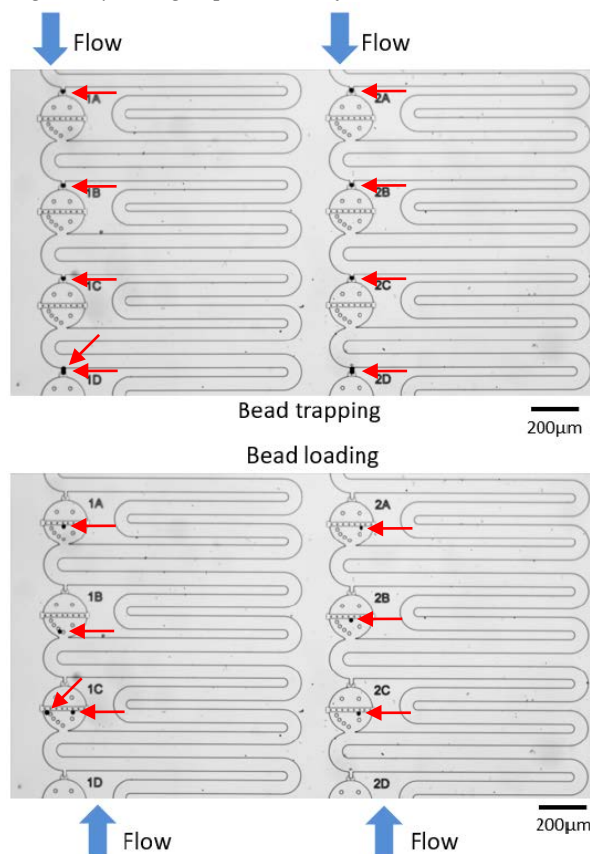 Flow Flow
1A 2A
1B 2B
1C 2C
1D 2D
Bead trapping
200μm
Bead loading
1A 2A
1B 2B
1C 2C
1D 2D
200μm
Flow Flow